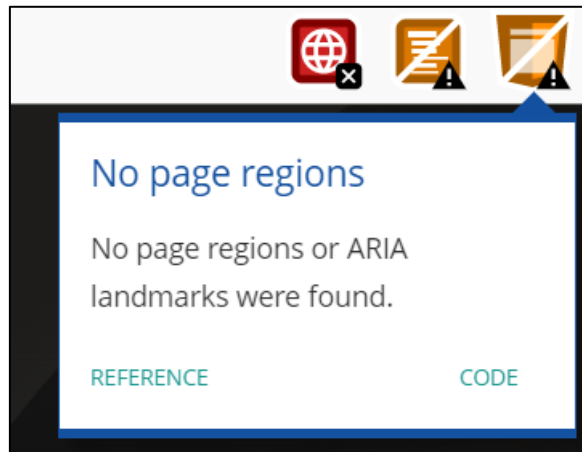 No page regions
No page regions or ARIA
landmarks were found.
REFERENCE CODE